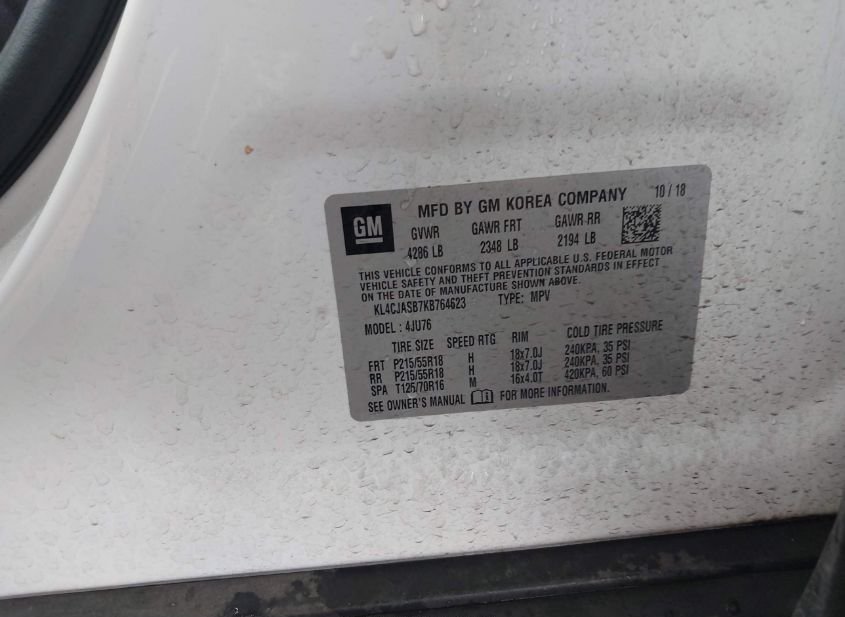 GM
MFD BY GM KOREA COMPANY 10 / 18
GVWR GAWR FRT GAWR RR
4286 LB 2348 LB 2194 LB
THIS VEHICLE CONFORMS TO ALL APPLICABLE U.S. FEDERAL MOTOR
VEHICLE SAFETY AND THEFT PREVENTION STANDARDS IN EFFECT
ON THE DATE OF MANUFACTURE SHOWN ABOVE.
KL4CJASB7KB764623 TYPE: MPV
MODEL : 4JU76
TIRE SIZE SPEED RTG RIM COLD TIRE PRESSURE
FRT P215/55R18 H 18x7.0J 240KPA, 35 PSI
RR P215/55R18 H 18x7.0J 240KPA, 35 PSI
SPA T125/70R16 M 16x4.0T 420KPA, 60 PSI
SEE OWNER'S MANUAL FOR MORE INFORMATION.